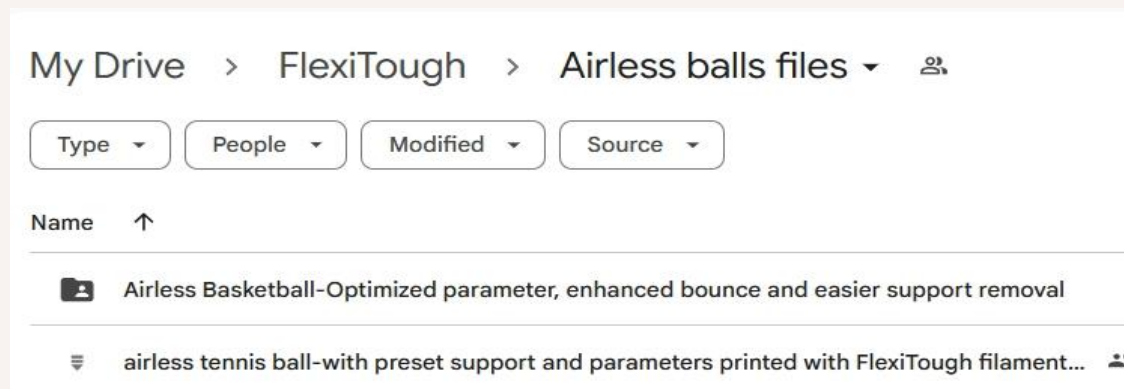 My Drive > FlexiTough > Airless balls files
Type People Modified Source
Name
Airless Basketball-Optimized parameter, enhanced bounce and easier support removal
airless tennis ball-with preset support and parameters printed with FlexiTough filament...